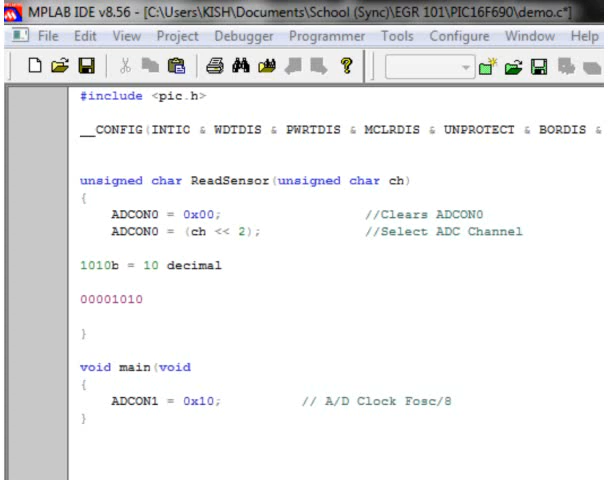 MPLAB IDE v8.56 - [C:\Users\KISH\Documents\School (Sync)\EGR 101\PIC16F690\demo.c*]
File Edit View Project Debugger Programmer Tools Configure Window Help
#include <pic.h>
__CONFIG(INTIC & WDTDIS & PWRTDIS & MCLRDIS & UNPROTECT & BORDIS &
unsigned char ReadSensor(unsigned char ch)
{
ADCON0 = 0x00; //Clears ADCON0
ADCON0 = (ch << 2); //Select ADC Channel
1010b = 10 decimal
00001010
}
void main(void
{
ADCON1 = 0x10; // A/D Clock Fosc/8
}